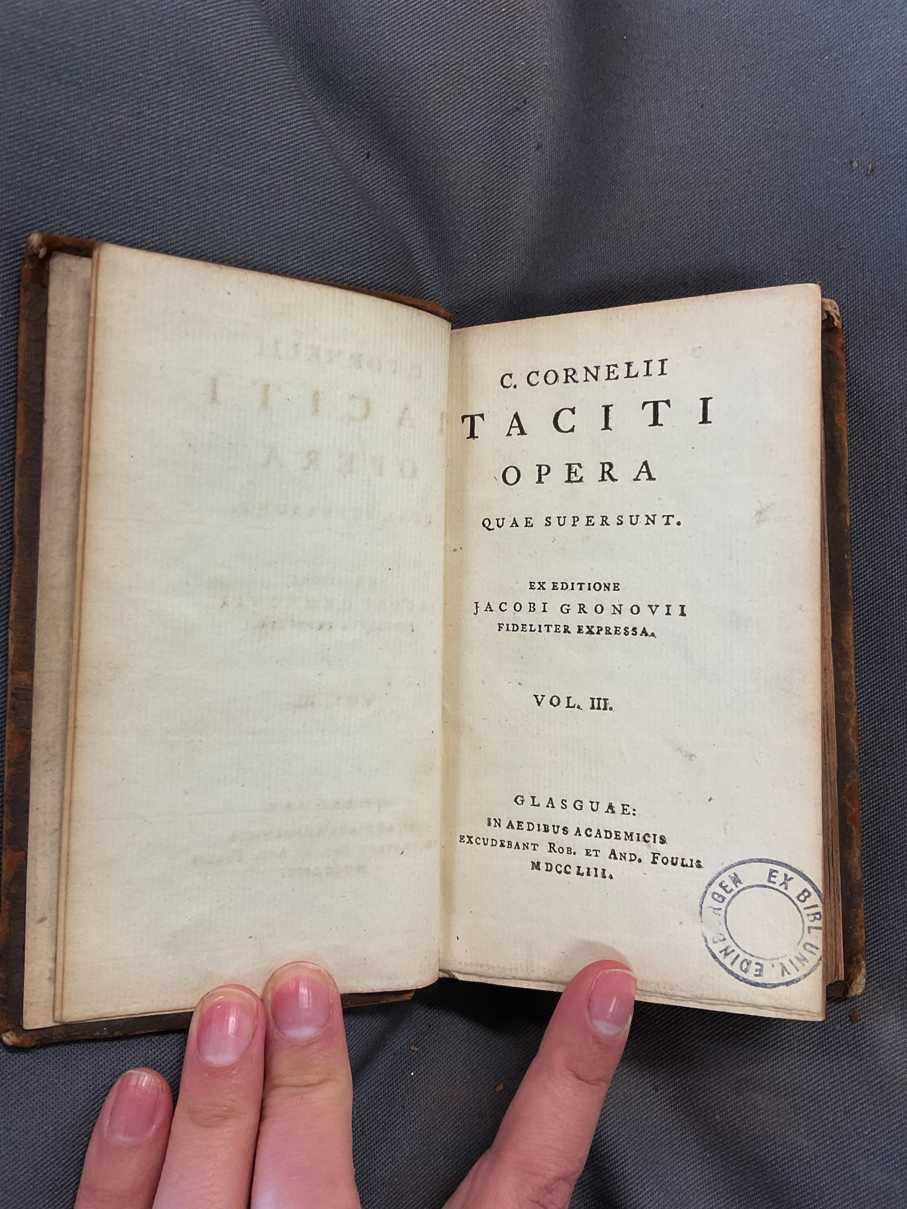 C. CORNELII
TACITI
OPERA
QUAE SUPERSUNT.
EX EDITIONE
JACOBI GRONOVII
FIDELITER EXPRESSA.
VOL. III.
GLASGUAE:
IN AEDIBUS ACADEMICIS
EXCUDEBANT ROB. ET AND. FOULIS
MDCCLIII.
EX BIBL UNIV. EDINBURGEN